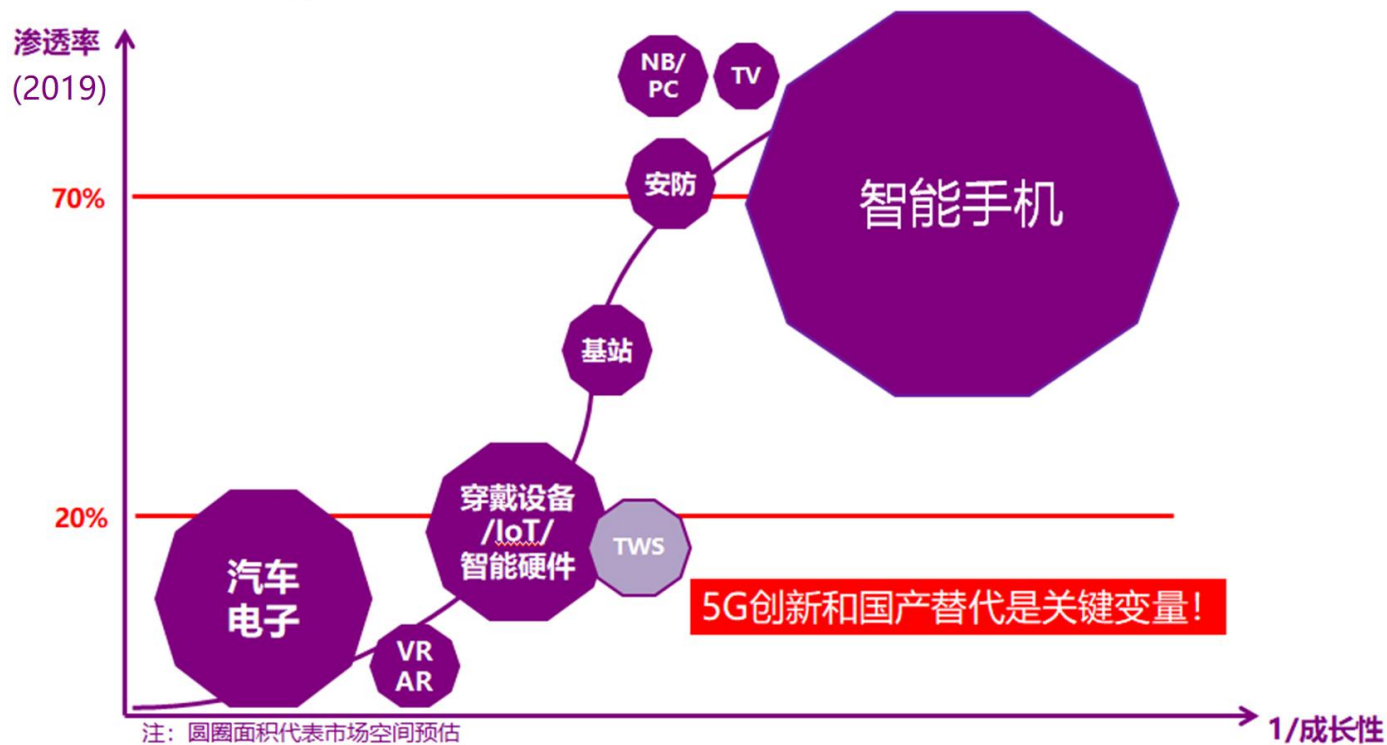 渗透率
(2019)
NB/
PC
TV
智能手机
安防
70%
基站
穿戴设备
/IoT/
智能硬件
TWS
20%
汽车
电子
5G创新和国产替代是关键变量!
VR
AR
1/成长性
注：圆圈面积代表市场空间预估